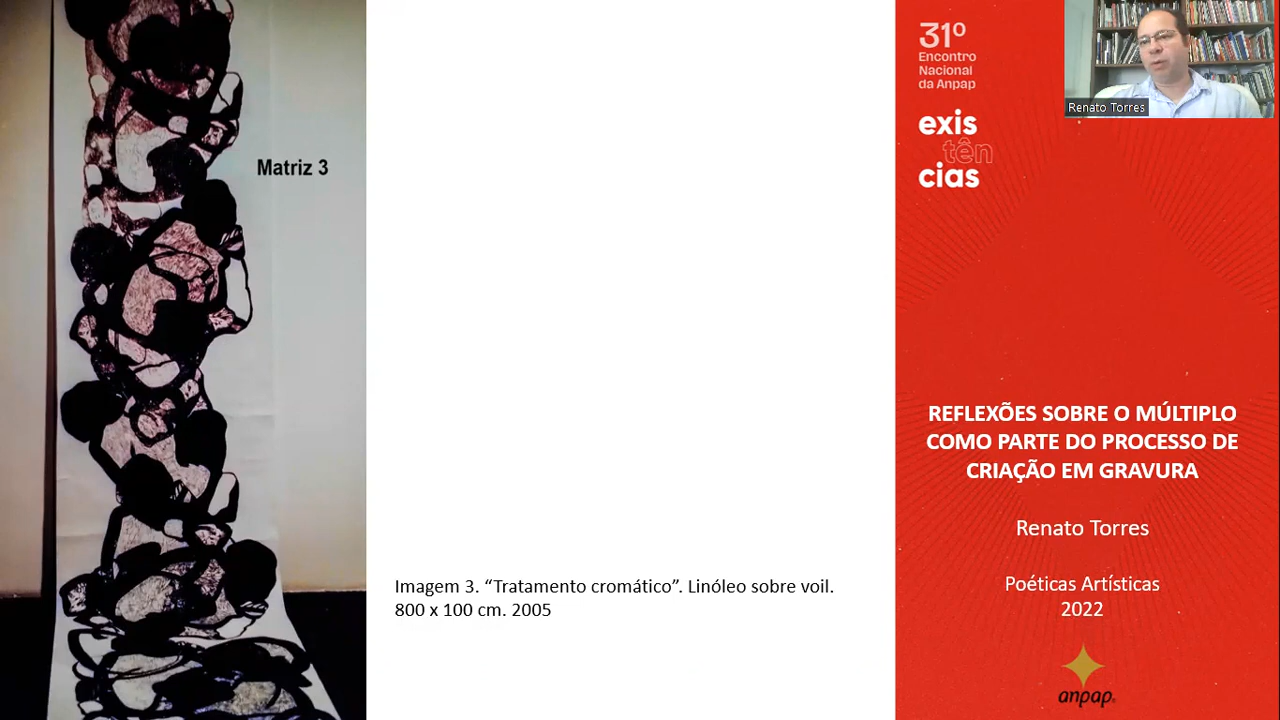 Matriz 3
Imagem 3. “Tratamento cromático”. Linóleo sobre voil.
800 x 100 cm. 2005
31º
Encontro
Nacional
da Anpap
exis
tên
cias
Renato Torres
REFLEXÕES SOBRE O MÚLTIPLO
COMO PARTE DO PROCESSO DE
CRIAÇÃO EM GRAVURA
Renato Torres
Poéticas Artísticas
2022
anpap